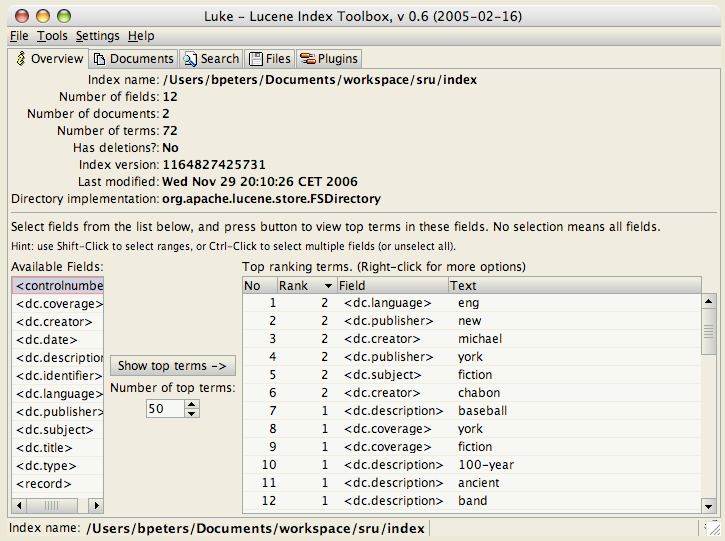 Luke – Lucene Index Toolbox, v 0.6 (2005-02-16)
File Tools Settings Help
Overview Documents Search Files Plugins
Index name: /Users/bpeters/Documents/workspace/sru/index
Number of fields: 12
Number of documents: 2
Number of terms: 72
Has deletions?: No
Index version: 1164827425731
Last modified: Wed Nov 29 20:10:26 CET 2006
Directory implementation: org.apache.lucene.store.FSDirectory
Select fields from the list below, and press button to view top terms in these fields. No selection means all fields.
Hint: use Shift-Click to select ranges, or Ctrl-Click to select multiple fields (or unselect all).
Available Fields:
<controlnumbe
<dc.coverage>
<dc.creator>
<dc.date>
<dc.description
<dc.identifier>
<dc.language>
<dc.publisher>
<dc.subject>
<dc.title>
<dc.type>
<record>
Show top terms ->
Number of top terms:
50
Top ranking terms. (Right-click for more options)
No Rank Field Text
1 2 <dc.language> eng
2 2 <dc.publisher> new
3 2 <dc.creator> michael
4 2 <dc.publisher> york
5 2 <dc.subject> fiction
6 2 <dc.creator> chabon
7 1 <dc.description> baseball
8 1 <dc.coverage> york
9 1 <dc.coverage> fiction
10 1 <dc.description> 100-year
11 1 <dc.description> ancient
12 1 <dc.description> band
Index name: /Users/bpeters/Documents/workspace/sru/index